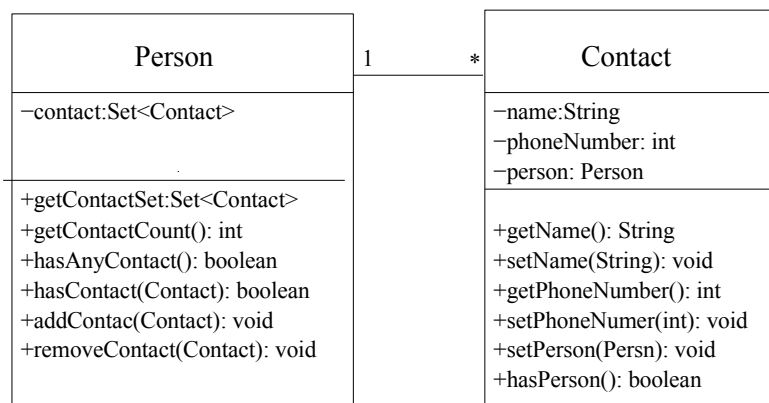 Person
1
*
Contact
−contact:Set<Contact>
+getContactSet:Set<Contact>
+getContactCount(): int
+hasAnyContact(): boolean
+hasContact(Contact): boolean
+addContac(Contact): void
+removeContact(Contact): void
−name:String
−phoneNumber: int
−person: Person
+getName(): String
+setName(String): void
+getPhoneNumber(): int
+setPhoneNumer(int): void
+setPerson(Persn): void
+hasPerson(): boolean